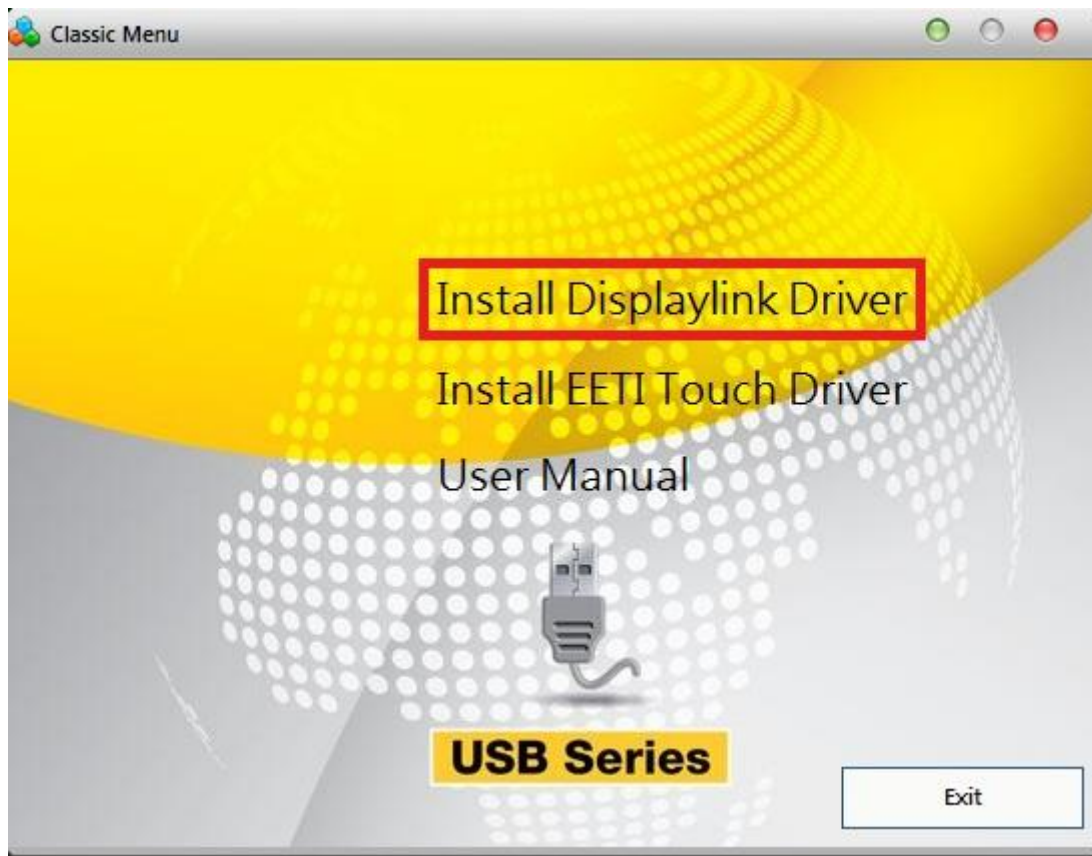 Classic Menu
Install Displaylink Driver
Install EETI Touch Driver
User Manual
USB Series
Exit